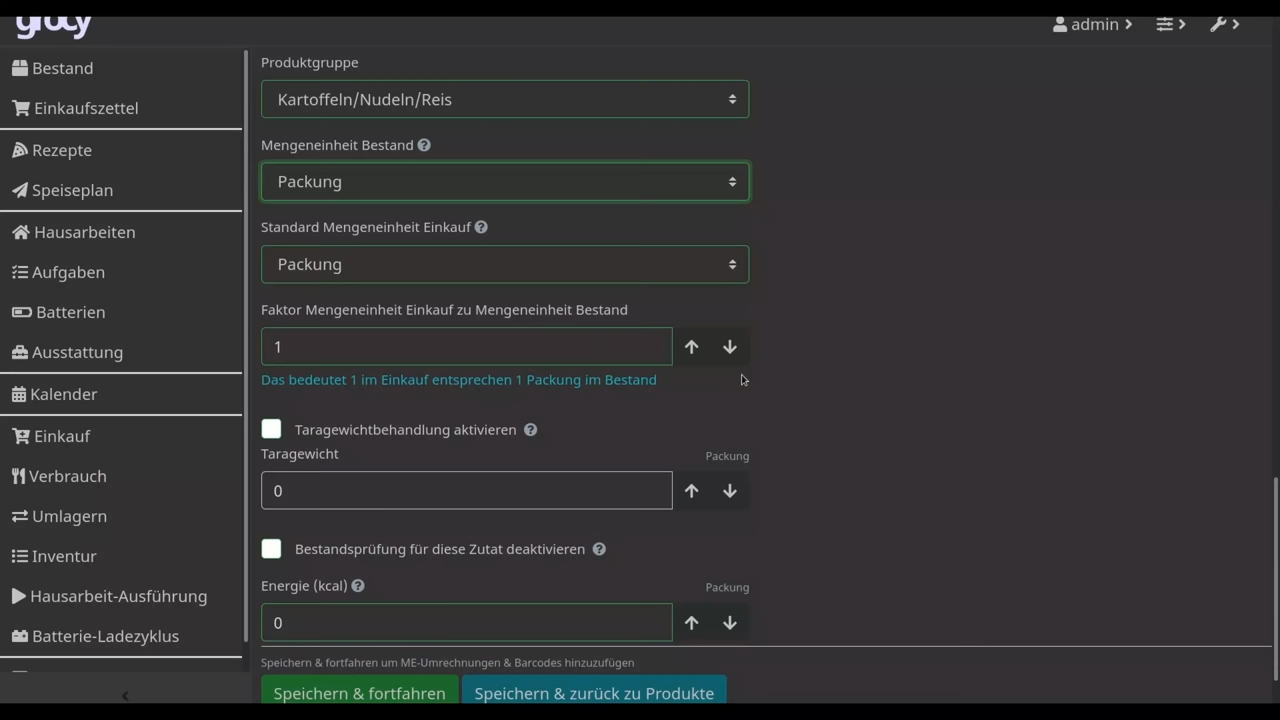 grocy
admin
Bestand
Einkaufszettel
Rezepte
Speiseplan
Hausarbeiten
Aufgaben
Batterien
Ausstattung
Kalender
Einkauf
Verbrauch
Umlagern
Inventur
Hausarbeit-Ausführung
Batterie-Ladezyklus
Produktgruppe
Kartoffeln/Nudeln/Reis
Mengeneinheit Bestand
Packung
Standard Mengeneinheit Einkauf
Packung
Faktor Mengeneinheit Einkauf zu Mengeneinheit Bestand
1
Das bedeutet 1 im Einkauf entsprechen 1 Packung im Bestand
Taragewichtbehandlung aktivieren
Taragewicht Packung
0
Bestandsprüfung für diese Zutat deaktivieren
Energie (kcal) Packung
0
Speichern & fortfahren um ME-Umrechnungen & Barcodes hinzuzufügen
Speichern & fortfahren Speichern & zurück zu Produkte